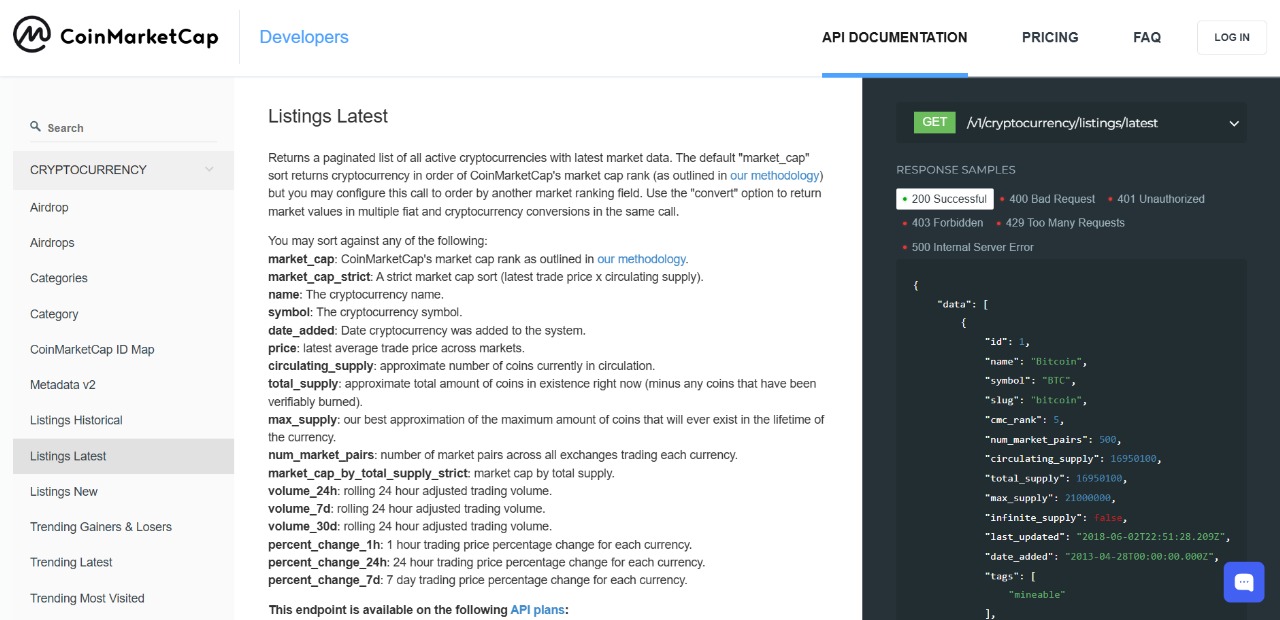 CoinMarketCap
Developers
API DOCUMENTATION
PRICING
FAQ
LOG IN
Search
CRYPTOCURRENCY
Airdrop
Airdrops
Categories
Category
CoinMarketCap ID Map
Metadata v2
Listings Historical
Listings Latest
Listings New
Trending Gainers & Losers
Trending Latest
Trending Most Visited
Listings Latest
Returns a paginated list of all active cryptocurrencies with latest market data. The default "market_cap"
sort returns cryptocurrency in order of CoinMarketCap's market cap rank (as outlined in our methodology)
but you may configure this call to order by another market ranking field. Use the "convert" option to return
market values in multiple fiat and cryptocurrency conversions in the same call.
You may sort against any of the following:
market_cap: CoinMarketCap's market cap rank as outlined in our methodology.
market_cap_strict: A strict market cap sort (latest trade price x circulating supply).
name: The cryptocurrency name.
symbol: The cryptocurrency symbol.
date_added: Date cryptocurrency was added to the system.
price: latest average trade price across markets.
circulating_supply: approximate number of coins currently in circulation.
total_supply: approximate total amount of coins in existence right now (minus any coins that have been
verifiably burned).
max_supply: our best approximation of the maximum amount of coins that will ever exist in the lifetime of
the currency.
num_market_pairs: number of market pairs across all exchanges trading each currency.
market_cap_by_total_supply_strict: market cap by total supply.
volume_24h: rolling 24 hour adjusted trading volume.
volume_7d: rolling 24 hour adjusted trading volume.
volume_30d: rolling 24 hour adjusted trading volume.
percent_change_1h: 1 hour trading price percentage change for each currency.
percent_change_24h: 24 hour trading price percentage change for each currency.
percent_change_7d: 7 day trading price percentage change for each currency.
This endpoint is available on the following API plans:
GET /v1/cryptocurrency/listings/latest
RESPONSE SAMPLES
200 Successful 400 Bad Request 401 Unauthorized
403 Forbidden 429 Too Many Requests
500 Internal Server Error
{
"data": [
{
"id": 1,
"name": "Bitcoin",
"symbol": "BTC",
"slug": "bitcoin",
"cmc_rank": 5,
"num_market_pairs": 500,
"circulating_supply": 16950100,
"total_supply": 16950100,
"max_supply": 21000000,
"infinite_supply": false,
"last_updated": "2018-06-02T22:51:28.209Z",
"date_added": "2013-04-28T00:00:00.000Z",
"tags": [
"mineable"
],